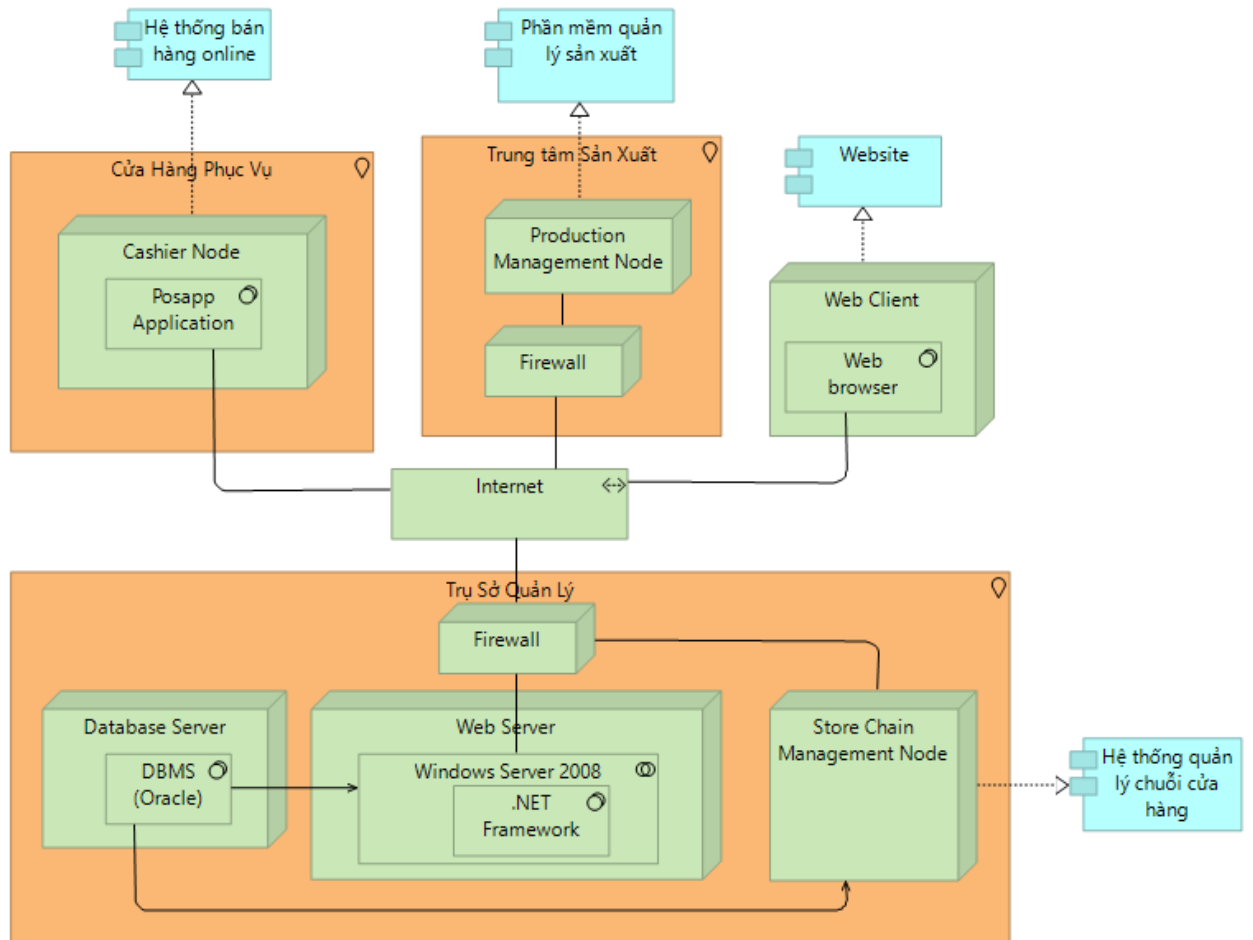 Hệ thống bán
hàng online
Phần mềm quản
lý sản xuất
Website
Cửa Hàng Phục Vụ
Trung tâm Sản Xuất
Cashier Node
Posapp
Application
Production
Management Node
Firewall
Web Client
Web
browser
Internet
Trụ Sở Quản Lý
Firewall
Database Server
DBMS
(Oracle)
Web Server
Windows Server 2008
.NET
Framework
Store Chain
Management Node
Hệ thống quản
lý chuỗi cửa
hàng